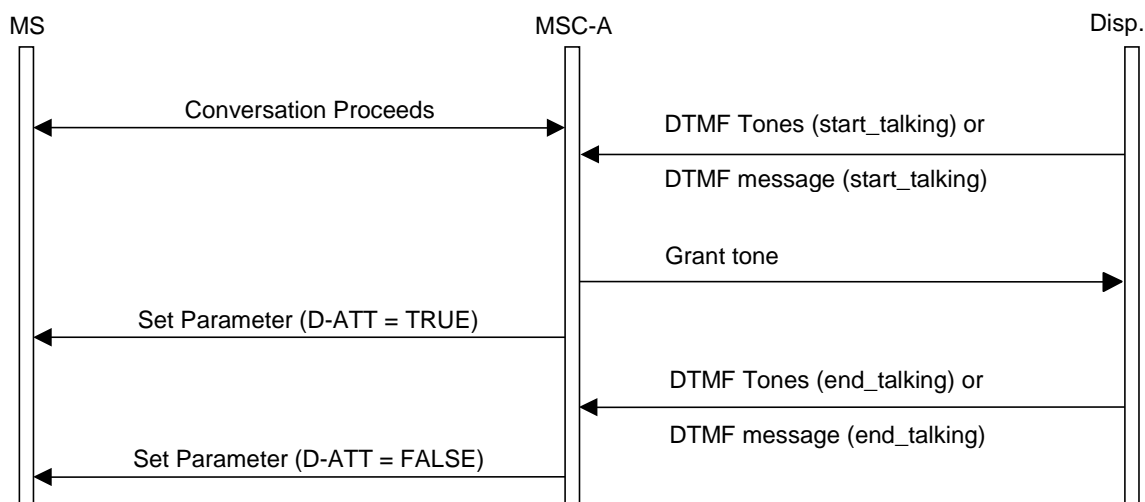 MS
MSC-A
Disp.
Conversation Proceeds
DTMF Tones (start_talking) or
DTMF message (start_talking)
Grant tone
Set Parameter (D-ATT = TRUE)
DTMF Tones (end_talking) or
DTMF message (end_talking)
Set Parameter (D-ATT = FALSE)